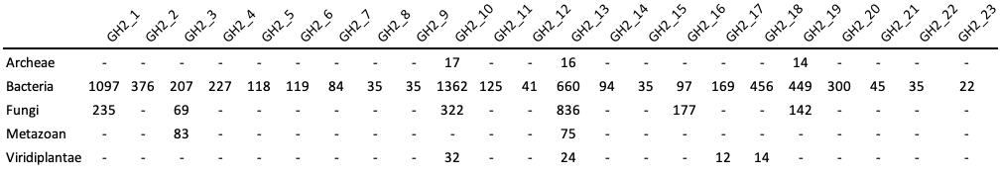 GH2_1 GH2_2 GH2_3 GH2_4 GH2_5 GH2_6 GH2_7 GH2_8 GH2_9 GH2_10 GH2_11 GH2_12 GH2_13 GH2_14 GH2_15 GH2_16 GH2_17 GH2_18 GH2_19 GH2_20 GH2_21 GH2_22 GH2_23
Archeae - - - - - - - - - 17 - - 16 - - - - - 14 - - - -
Bacteria 1097 376 207 227 118 119 84 35 35 1362 125 41 660 94 35 97 169 456 449 300 45 35 22
Fungi 235 - 69 - - - - - - 322 - - 836 - - 177 - - 142 - - - -
Metazoan - - 83 - - - - - - - - - 75 - - - - - - - - - -
Viridiplantae - - - - - - - - - 32 - - 24 - - - 12 14 - - - - -